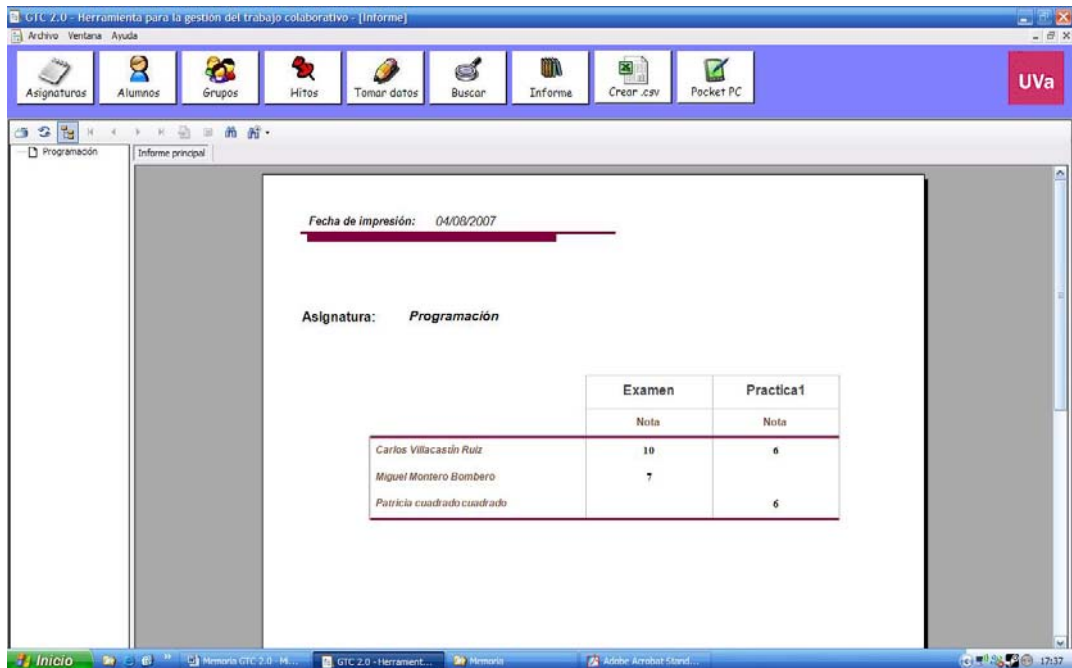 GTC 2.0 - Herramienta para la gestión del trabajo colaborativo - [Informe]
Archivo Ventana Ayuda
Asignaturas Alumnos Grupos Hitos Tomar datos Buscar Informe Crear .csv Pocket PC
UVa
Programación
Informe principal
Fecha de impresión: 04/08/2007
Asignatura: Programación
Examen Practica1
Nota Nota
Carlos Villacastín Ruiz 10 6
Miguel Montero Bombero 7
Patricia cuadrado cuadrado 6
Inicio Memoria GTC 2.0 - M... GTC 2.0 - Herrament... Memoria Adobe Acrobat Stand... 17:37